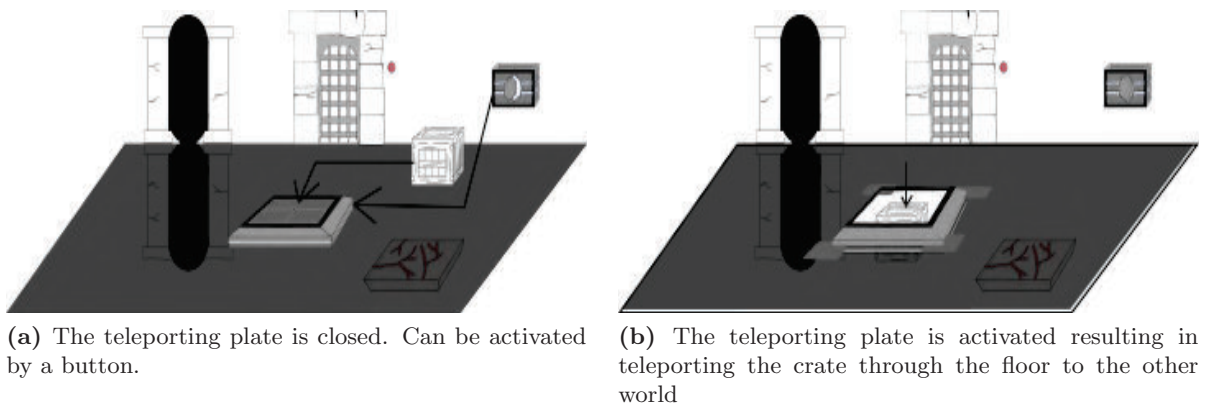 (a) The teleporting plate is closed. Can be activated
by a button.
(b) The teleporting plate is activated resulting in
teleporting the crate through the floor to the other
world